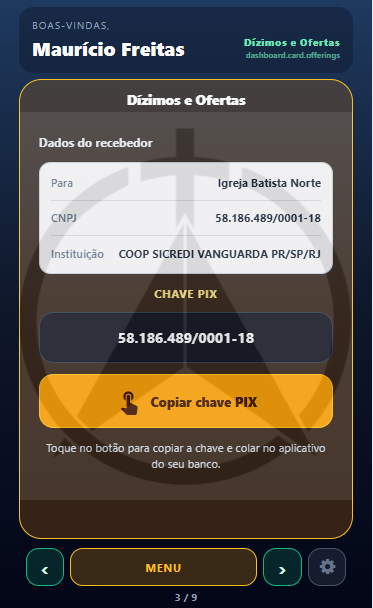 BOAS-VINDAS,
Maurício Freitas
Dízimos e Ofertas
dashboard.card.offerings
Dízimos e Ofertas
Dados do recebedor
Para Igreja Batista Norte
CNPJ 58.186.489/0001-18
Instituição COOP SICREDI VANGUARDA PR/SP/RJ
CHAVE PIX
58.186.489/0001-18
Copiar chave PIX
Toque no botão para copiar a chave e colar no aplicativo
do seu banco.
‹ MENU ›
3 / 9